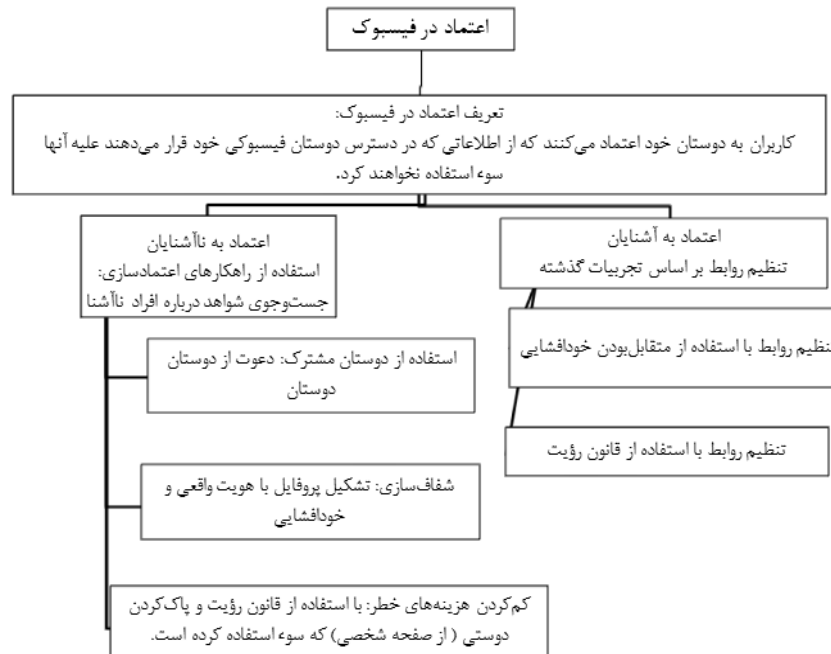 اعتماد در فیسبوک
تعریف اعتماد در فیسبوک:
کاربران به دوستان خود اعتماد می‌کنند که از اطلاعاتی که در دسترس دوستان فیسبوکی خود قرار می‌دهند علیه آنها
سوء استفاده نخواهند کرد.
اعتماد به آشنایان
تنظیم روابط بر اساس تجربیات گذشته
نظیم روابط با استفاده از متقابل‌بودن خودافشایی
تنظیم روابط با استفاده از قانون رؤیت
اعتماد به ناآشنایان
استفاده از راهکارهای اعتمادسازی:
جست‌وجوی شواهد درباره افراد ناآشنا
استفاده از دوستان مشترک: دعوت از دوستان
دوستان
شفاف‌سازی: تشکیل پروفایل با هویت واقعی و
خودافشایی
کم‌کردن هزینه‌های خطر: با استفاده از قانون رؤیت و پاک‌کردن
دوستی (از صفحه شخصی) که سوء استفاده کرده است.